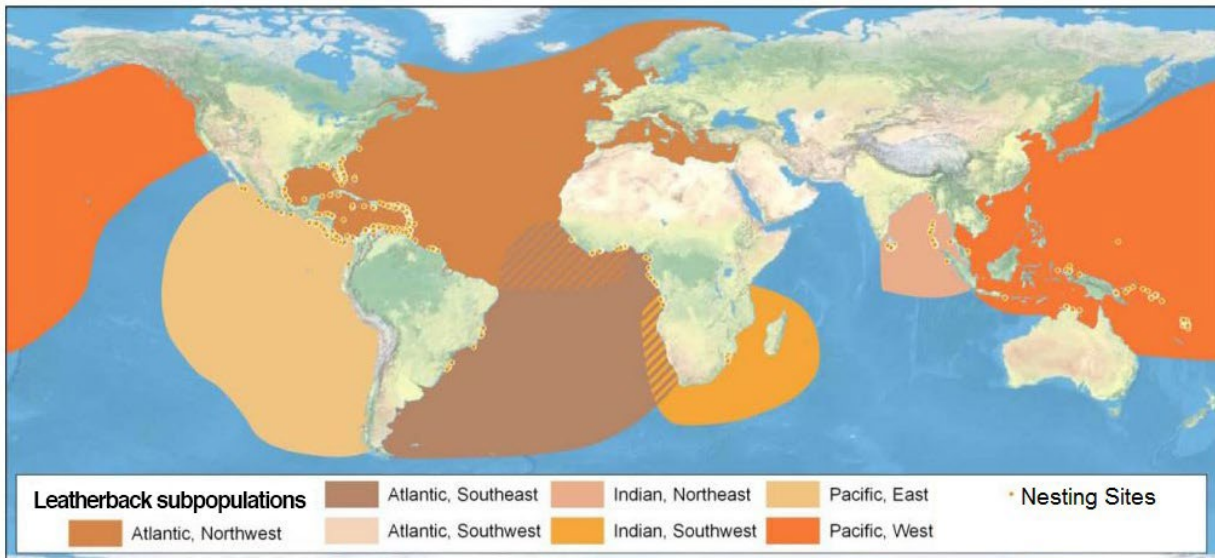 Leatherback subpopulations
Atlantic, Northwest
Atlantic, Southeast
Atlantic, Southwest
Indian, Northeast
Indian, Southwest
Pacific, East
Pacific, West
Nesting Sites